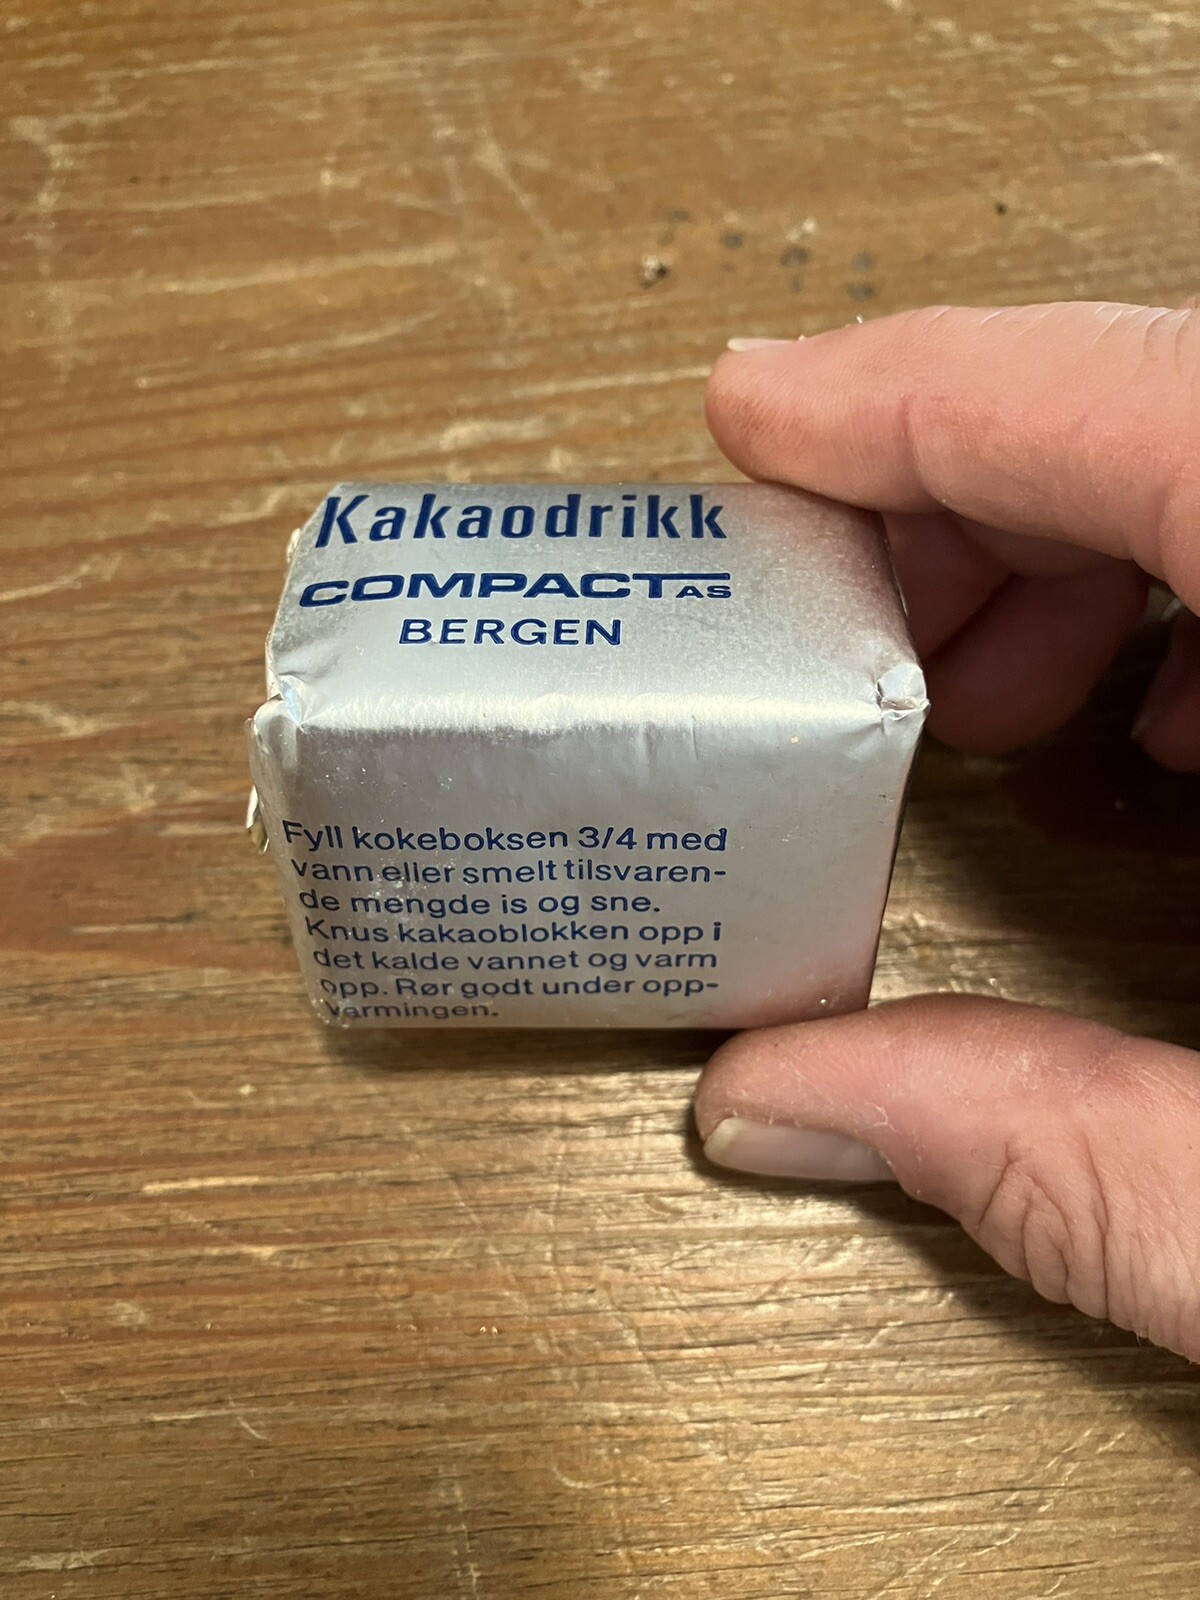 Kakaodrikk
COMPACT AS
BERGEN
Fyll kokeboksen 3/4 med
vann eller smelt tilsvaren-
de mengde is og sne.
Knus kakaoblokken opp i
det kalde vannet og varm
opp. Rør godt under opp-
varmingen.